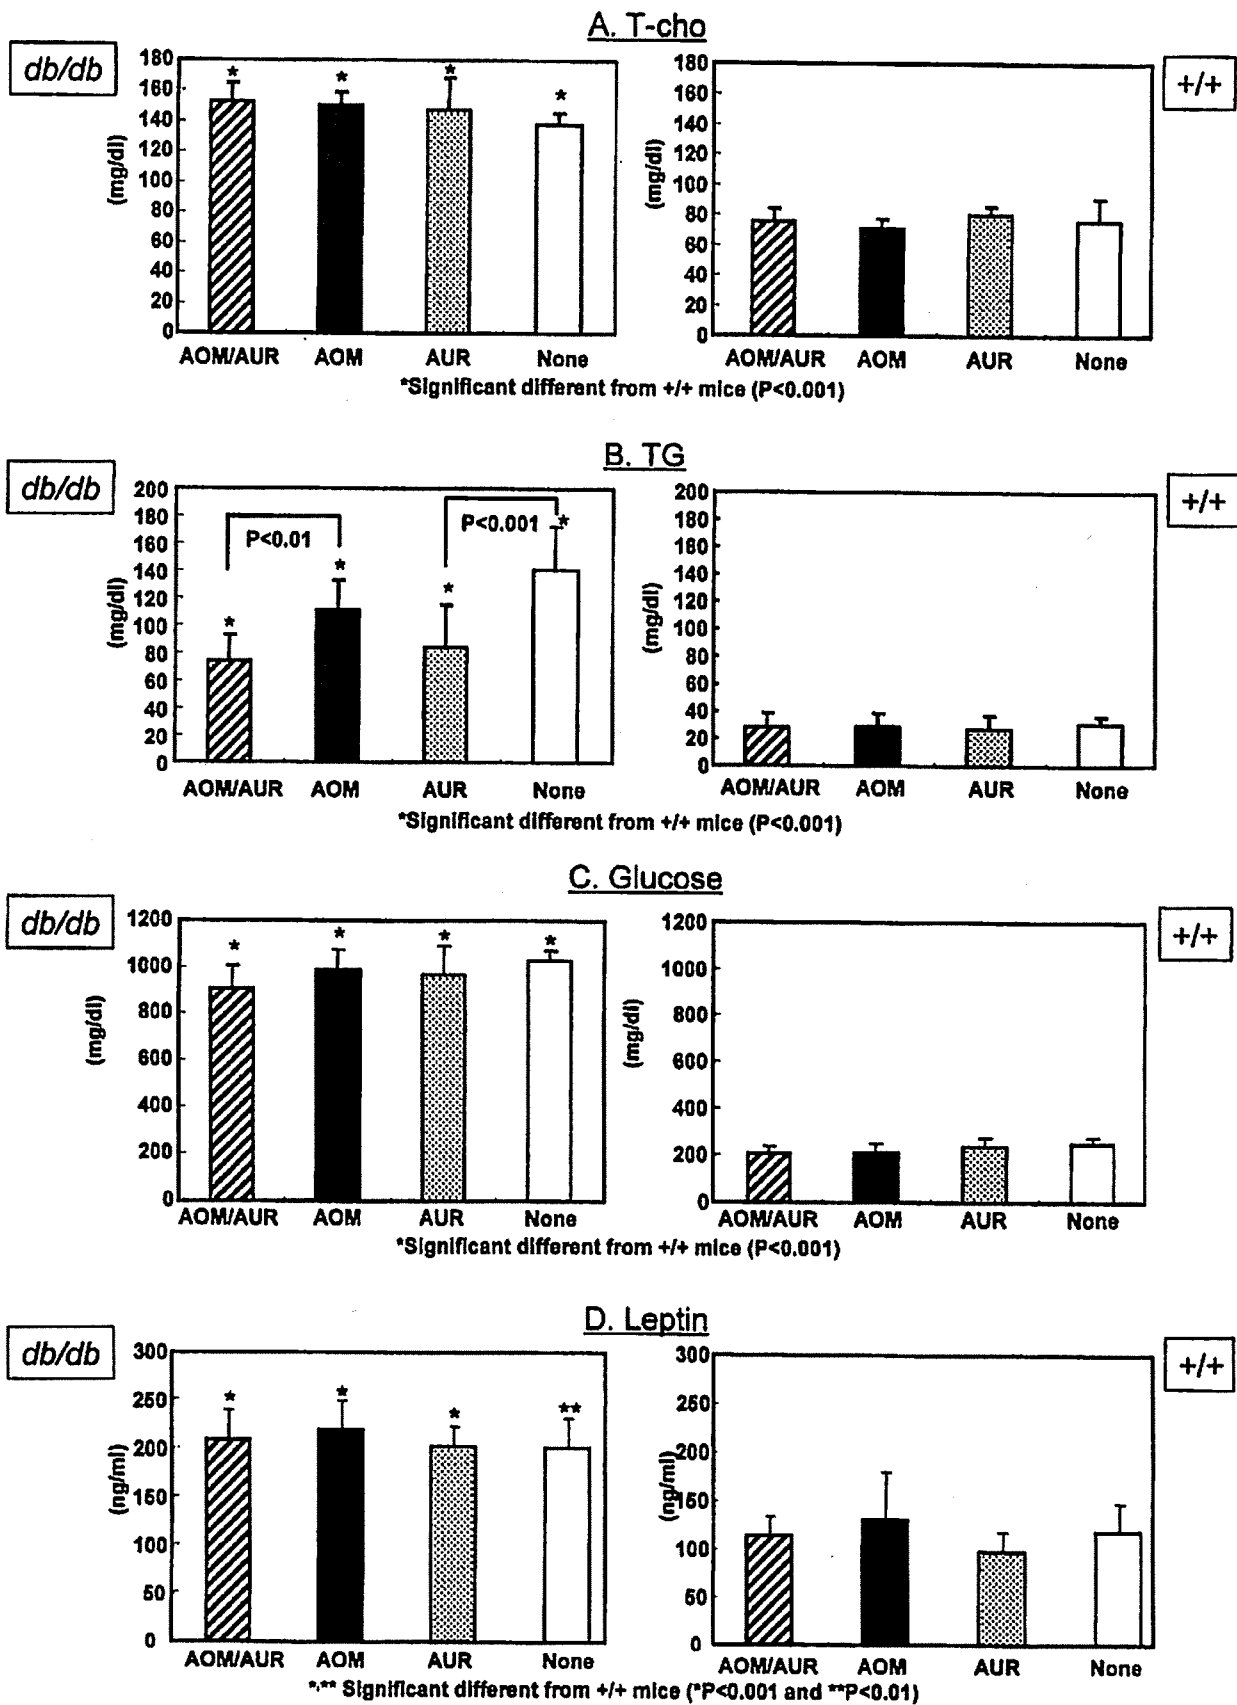 A. T-cho
db/db
+/+
180
160
140
120
100
80
60
40
20
0
(mg/dl)
* * * *
AOM/AUR AOM AUR None
180
160
140
120
100
80
60
40
20
0
(mg/dl)
AOM/AUR AOM AUR None
*Significant different from +/+ mice (P<0.001)
B. TG
db/db
+/+
200
180
160
140
120
100
80
60
40
20
0
(mg/dl)
P<0.01
P<0.001
* * * *
AOM/AUR AOM AUR None
200
180
160
140
120
100
80
60
40
20
0
(mg/dl)
AOM/AUR AOM AUR None
*Significant different from +/+ mice (P<0.001)
C. Glucose
db/db
+/+
1200
1000
800
600
400
200
0
(mg/dl)
* * * *
AOM/AUR AOM AUR None
1200
1000
800
600
400
200
0
(mg/dl)
AOM/AUR AOM AUR None
*Significant different from +/+ mice (P<0.001)
D. Leptin
db/db
+/+
300
250
200
150
100
50
0
(ng/ml)
* * * **
AOM/AUR AOM AUR None
300
250
200
150
100
50
0
(ng/ml)
AOM/AUR AOM AUR None
*,** Significant different from +/+ mice (*P<0.001 and **P<0.01)